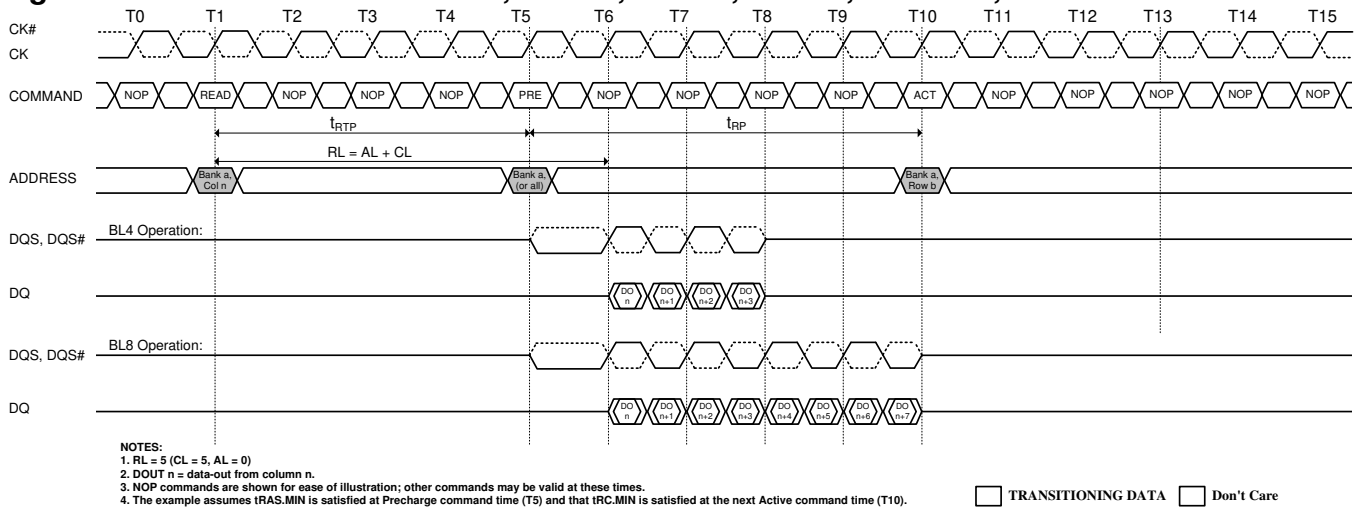 T0 T1 T2 T3 T4 T5 T6 T7 T8 T9 T10 T11 T12 T13 T14 T15
CK#
CK
COMMAND NOP READ NOP NOP NOP PRE NOP NOP NOP NOP ACT NOP NOP NOP NOP NOP
tRTP tRP
RL = AL + CL
ADDRESS Bank a, Col n Bank a, (or all) Bank a, Row b
BL4 Operation:
DQS, DQS#
DQ DO n DO n+1 DO n+2 DO n+3
BL8 Operation:
DQS, DQS#
DQ DO n DO n+1 DO n+2 DO n+3 DO n+4 DO n+5 DO n+6 DO n+7
NOTES:
1. RL = 5 (CL = 5, AL = 0)
2. DOUT n = data-out from column n.
3. NOP commands are shown for ease of illustration; other commands may be valid at these times.
4. The example assumes tRAS.MIN is satisfied at Precharge command time (T5) and that tRC.MIN is satisfied at the next Active command time (T10).
TRANSITIONING DATA Don't Care